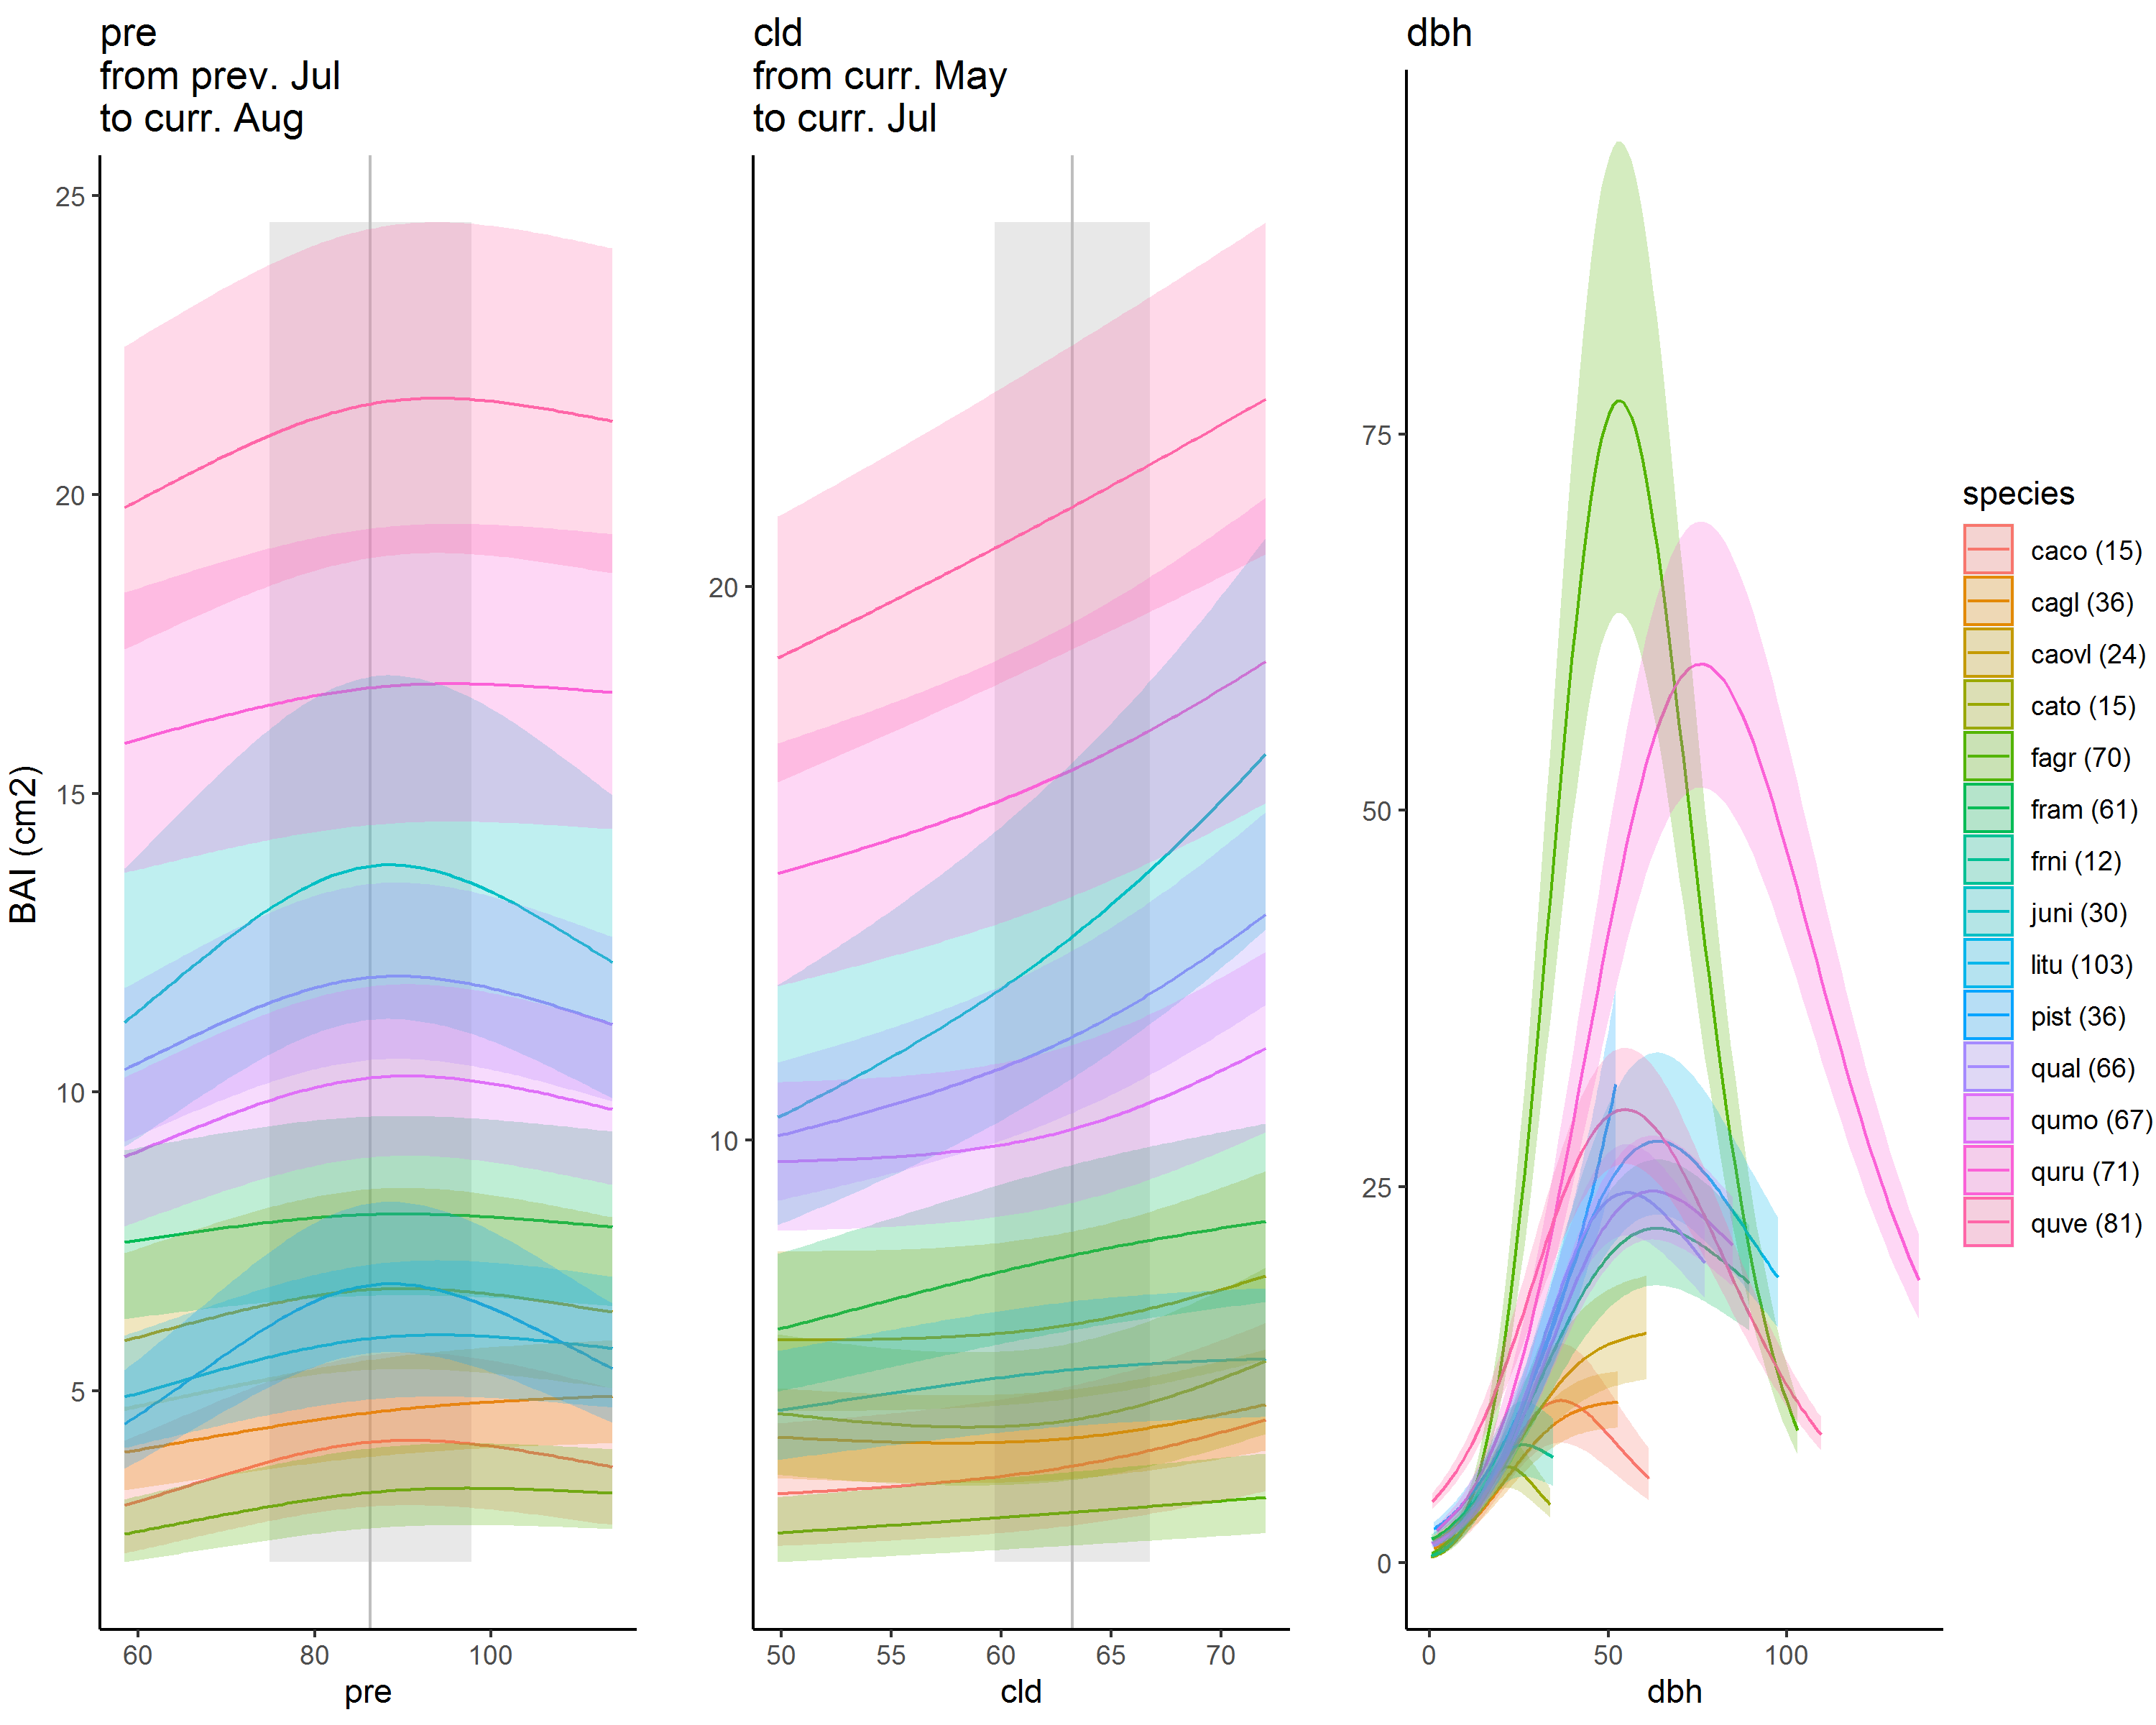 pre
from prev. Jul
to curr. Aug
cld
from curr. May
to curr. Jul
dbh
BAI (cm2)
25
20
15
10
5
60 80 100
pre
20
10
50 55 60 65 70
cld
75
50
25
0
0 50 100
dbh
species
caco (15)
cagl (36)
caovl (24)
cato (15)
fagr (70)
fram (61)
frni (12)
juni (30)
litu (103)
pist (36)
qual (66)
qumo (67)
quru (71)
quve (81)